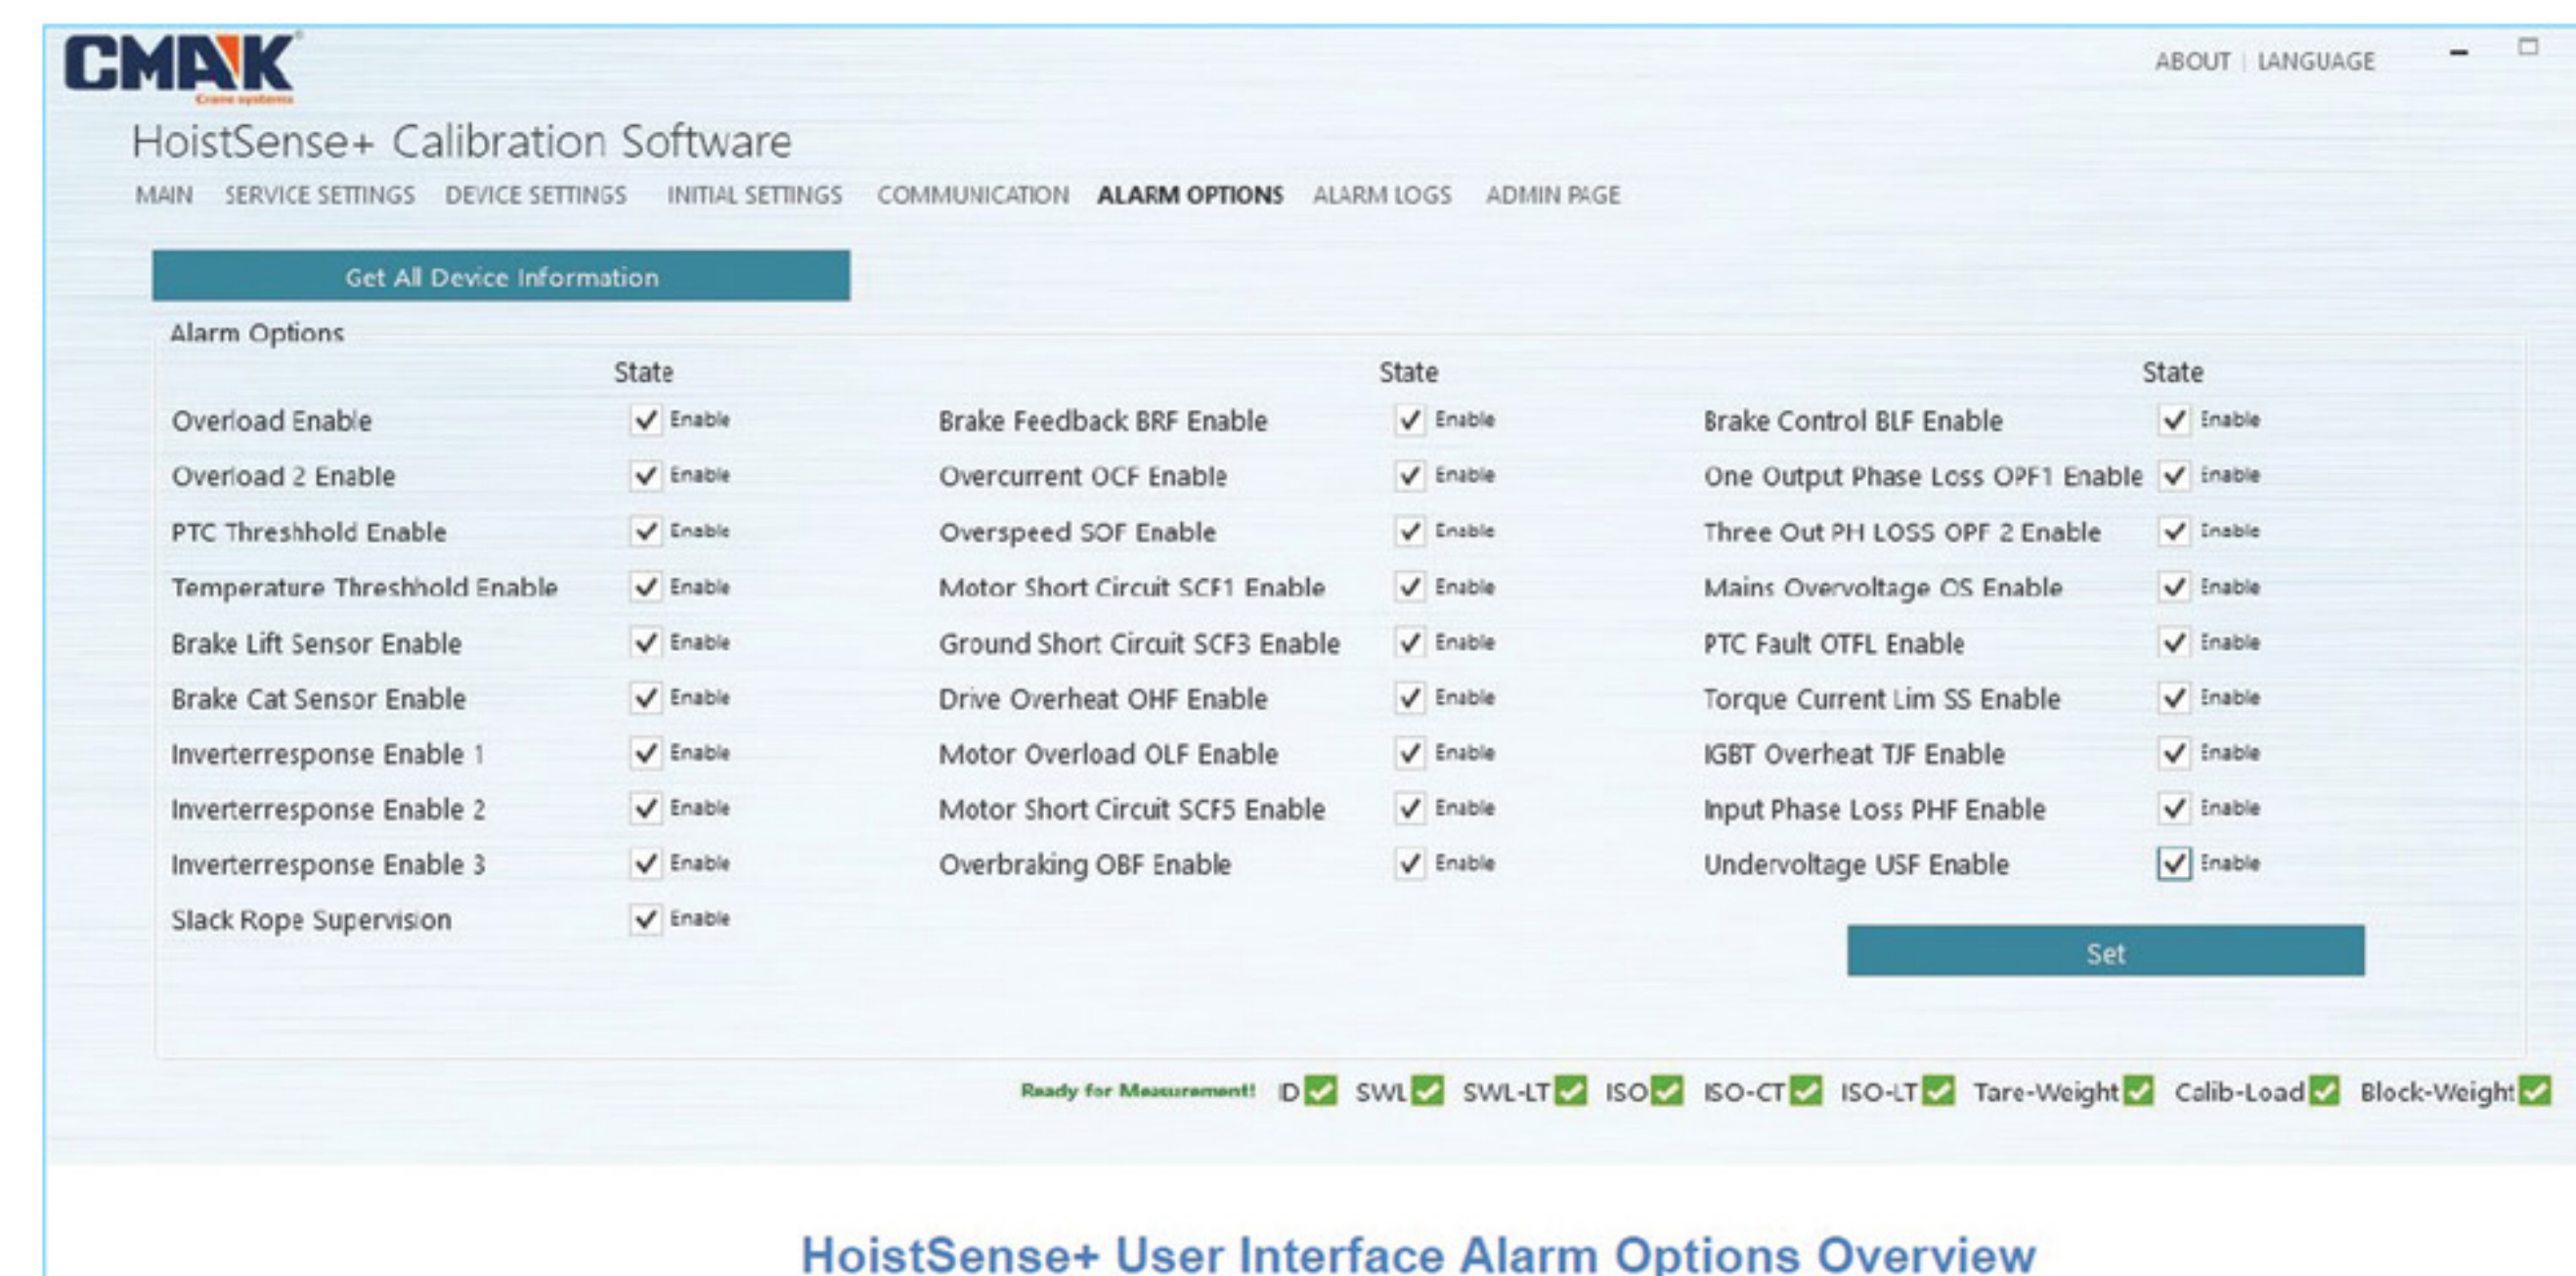 CMAK
Crane systems
ABOUT | LANGUAGE
HoistSense+ Calibration Software
MAIN SERVICE SETTINGS DEVICE SETTINGS INITIAL SETTINGS COMMUNICATION ALARM OPTIONS ALARM LOGS ADMIN PAGE
Get All Device Information
Alarm Options
State State State
Overload Enable Enable Brake Feedback BRF Enable Enable Brake Control BLF Enable Enable
Overload 2 Enable Enable Overcurrent OCF Enable Enable One Output Phase Loss OPF1 Enable Enable
PTC Threshhold Enable Enable Overspeed SOF Enable Enable Three Out PH LOSS OPF 2 Enable Enable
Temperature Threshhold Enable Enable Motor Short Circuit SCF1 Enable Enable Mains Overvoltage OS Enable Enable
Brake Lift Sensor Enable Enable Ground Short Circuit SCF3 Enable Enable PTC Fault OTFL Enable Enable
Brake Cat Sensor Enable Enable Drive Overheat OHF Enable Enable Torque Current Lim SS Enable Enable
Inverterresponse Enable 1 Enable Motor Overload OLF Enable Enable IGBT Overheat TJF Enable Enable
Inverterresponse Enable 2 Enable Motor Short Circuit SCF5 Enable Enable Input Phase Loss PHF Enable Enable
Inverterresponse Enable 3 Enable Overbraking OBF Enable Enable Undervoltage USF Enable Enable
Slack Rope Supervision Enable
Set
Ready for Measurement! ID SWL SWL-LT ISO ISO-CT ISO-LT Tare-Weight Calib-Load Block-Weight
HoistSense+ User Interface Alarm Options Overview